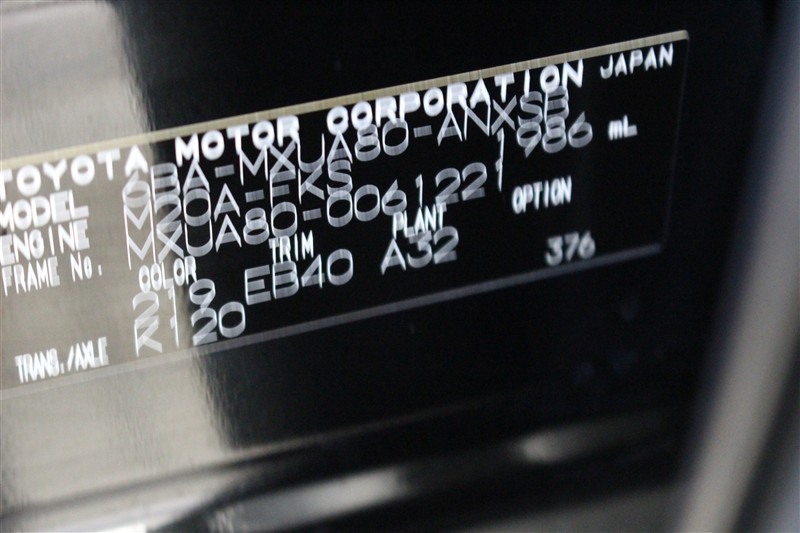 TOYOTA MOTOR CORPORATION JAPAN
MODEL 6BA-MXUA80-ANXSB
ENGINE M20A-FKS 1986 mL
FRAME No. MXUA80-0061221
COLOR TRIM PLANT OPTION
219 EB40 A32 376
TRANS./AXLE K120